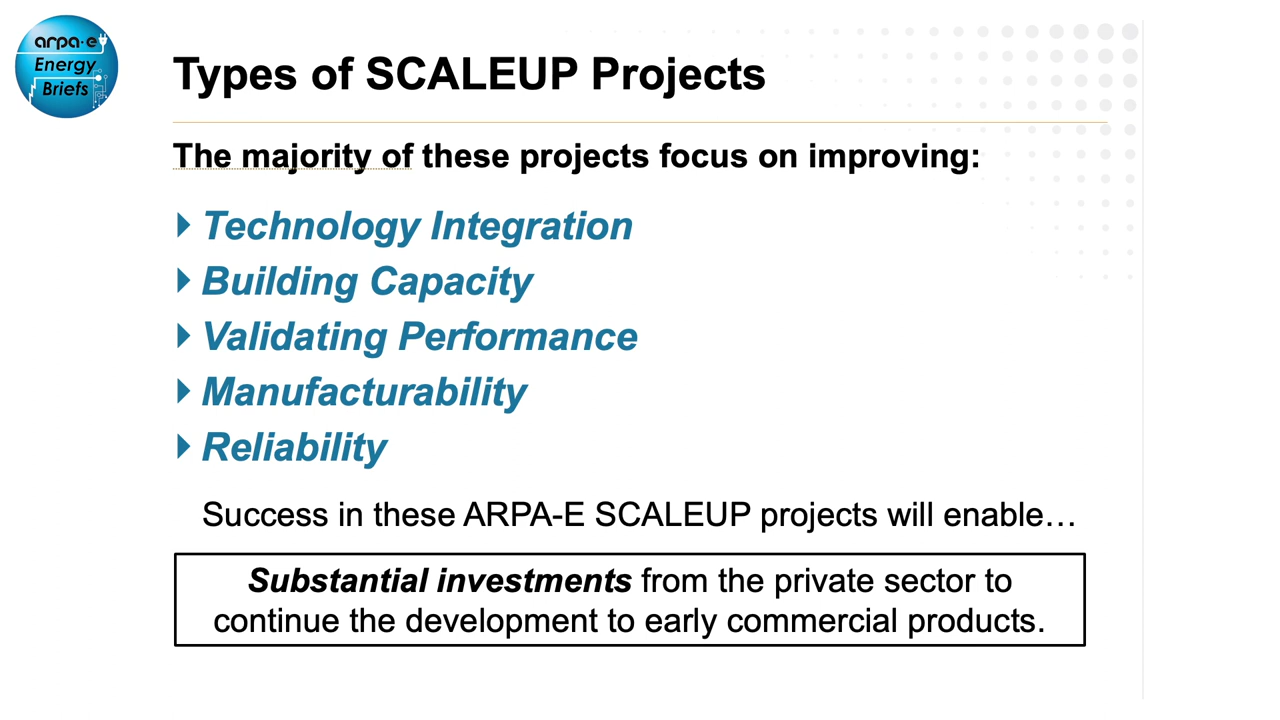 arpa·e
Energy
Briefs
Types of SCALEUP Projects
The majority of these projects focus on improving:
Technology Integration
Building Capacity
Validating Performance
Manufacturability
Reliability
Success in these ARPA-E SCALEUP projects will enable…
Substantial investments from the private sector to
continue the development to early commercial products.